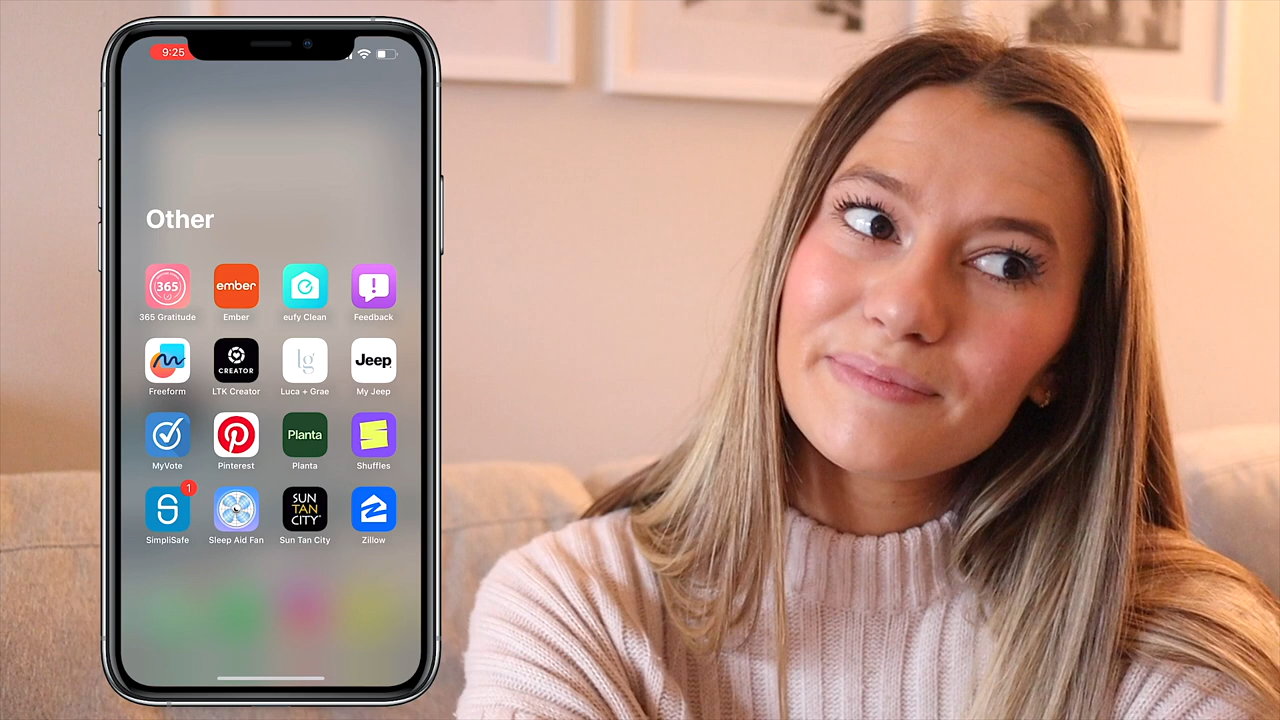 9:25
Other
365
ember
365 Gratitude
Ember
eufy Clean
Feedback
CREATOR
lg
Jeep
Freeform
LTK Creator
Luca + Grae
My Jeep
Planta
MyVote
Pinterest
Planta
Shuffles
1
SUN
TAN
CITY
SimpliSafe
Sleep Aid Fan
Sun Tan City
Zillow